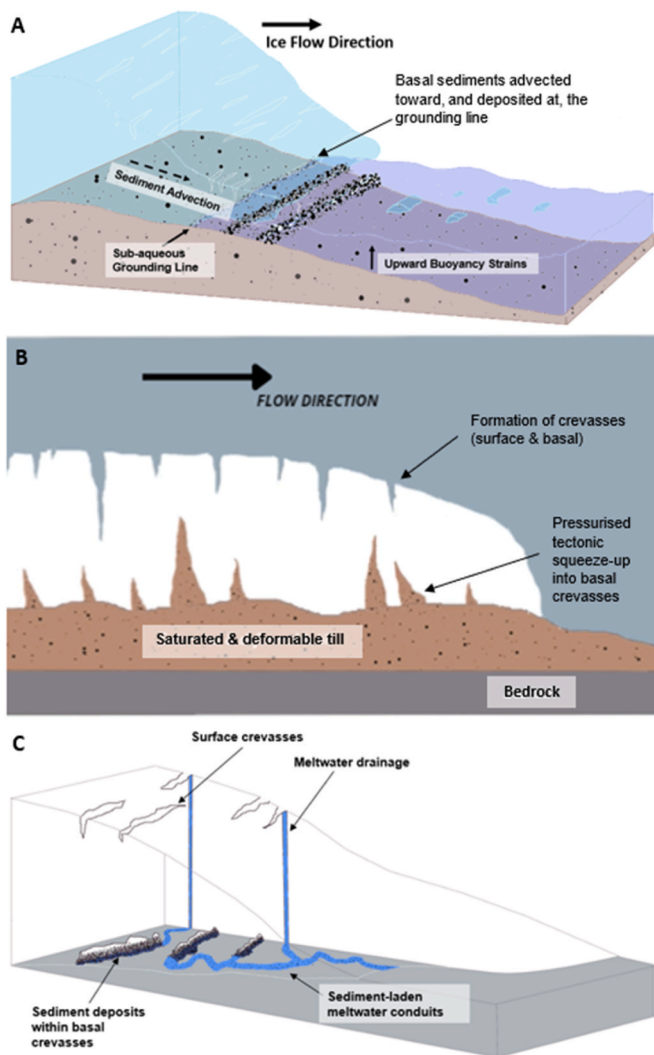 A
Ice Flow Direction
Basal sediments advected
toward, and deposited at, the
grounding line
Sediment Advection
Sub-aqueous
Grounding Line
Upward Buoyancy Strains
B
FLOW DIRECTION
Formation of crevasses
(surface & basal)
Pressurised
tectonic
squeeze-up
into basal
crevasses
Saturated & deformable till
Bedrock
C
Surface crevasses
Meltwater drainage
Sediment deposits
within basal
crevasses
Sediment-laden
meltwater conduits